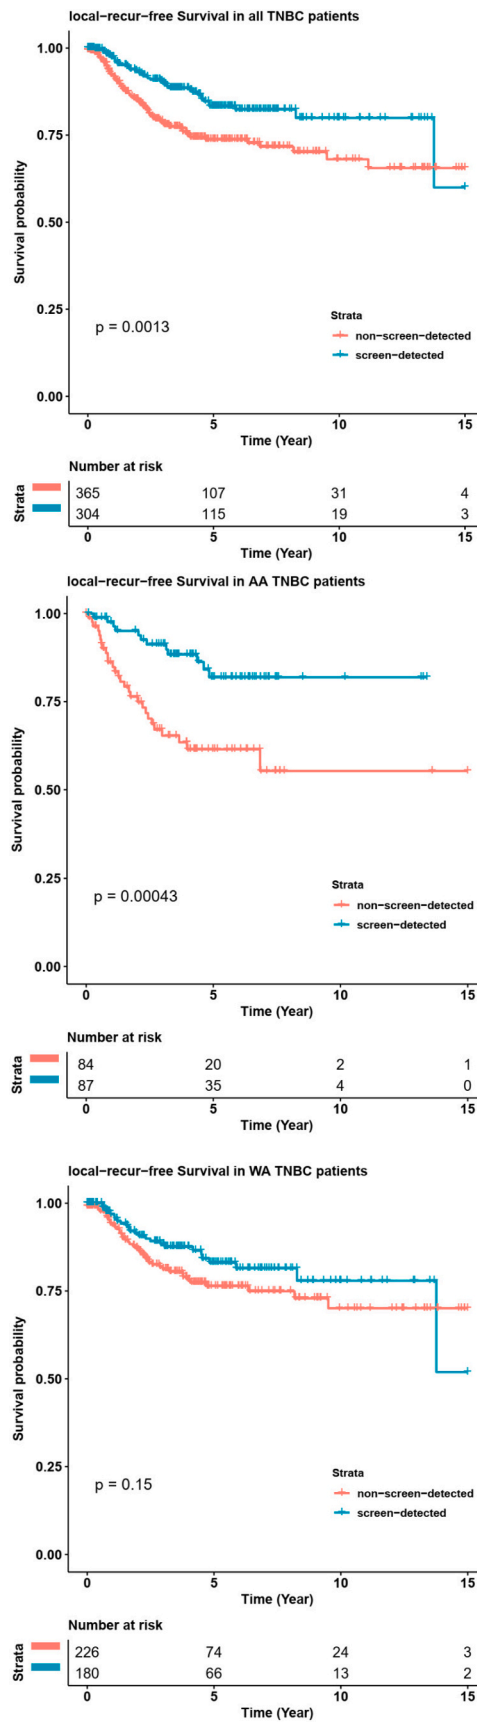 local-recur-free Survival in all TNBC patients
1.00
0.75
0.50
0.25
0.00
Survival probability
p = 0.0013
Strata
non-screen-detected
screen-detected
0 5 10 15
Time (Year)
Number at risk
Strata
365 107 31 4
304 115 19 3
0 5 10 15
Time (Year)
local-recur-free Survival in AA TNBC patients
1.00
0.75
0.50
0.25
0.00
Survival probability
p = 0.00043
Strata
non-screen-detected
screen-detected
0 5 10 15
Time (Year)
Number at risk
Strata
84 20 2 1
87 35 4 0
0 5 10 15
Time (Year)
local-recur-free Survival in WA TNBC patients
1.00
0.75
0.50
0.25
0.00
Survival probability
p = 0.15
Strata
non-screen-detected
screen-detected
0 5 10 15
Time (Year)
Number at risk
Strata
226 74 24 3
180 66 13 2
0 5 10 15
Time (Year)